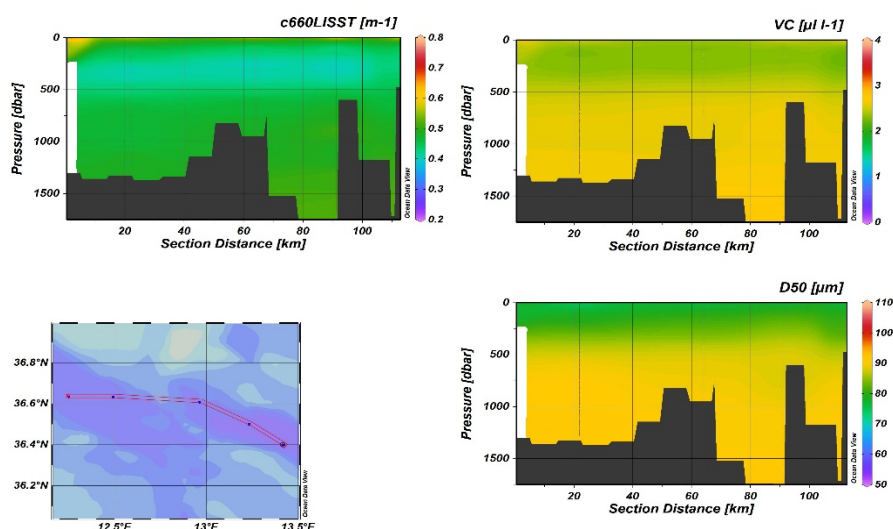 c660LISST [m-1]
0
500
1000
1500
Pressure [dbar]
20
40
60
80
100
Section Distance [km]
0.8
0.7
0.6
0.5
0.4
0.3
0.2
Ocean Data View
VC [µl l-1]
0
500
1000
1500
Pressure [dbar]
0
20
40
60
80
100
Section Distance [km]
4
3
2
1
0
Ocean Data View
36.8°N
36.6°N
36.4°N
36.2°N
12.5°E
13°E
13.5°E
Ocean Data View
D50 [µm]
0
500
1000
1500
Pressure [dbar]
0
20
40
60
80
100
Section Distance [km]
110
100
90
80
70
60
50
Ocean Data View